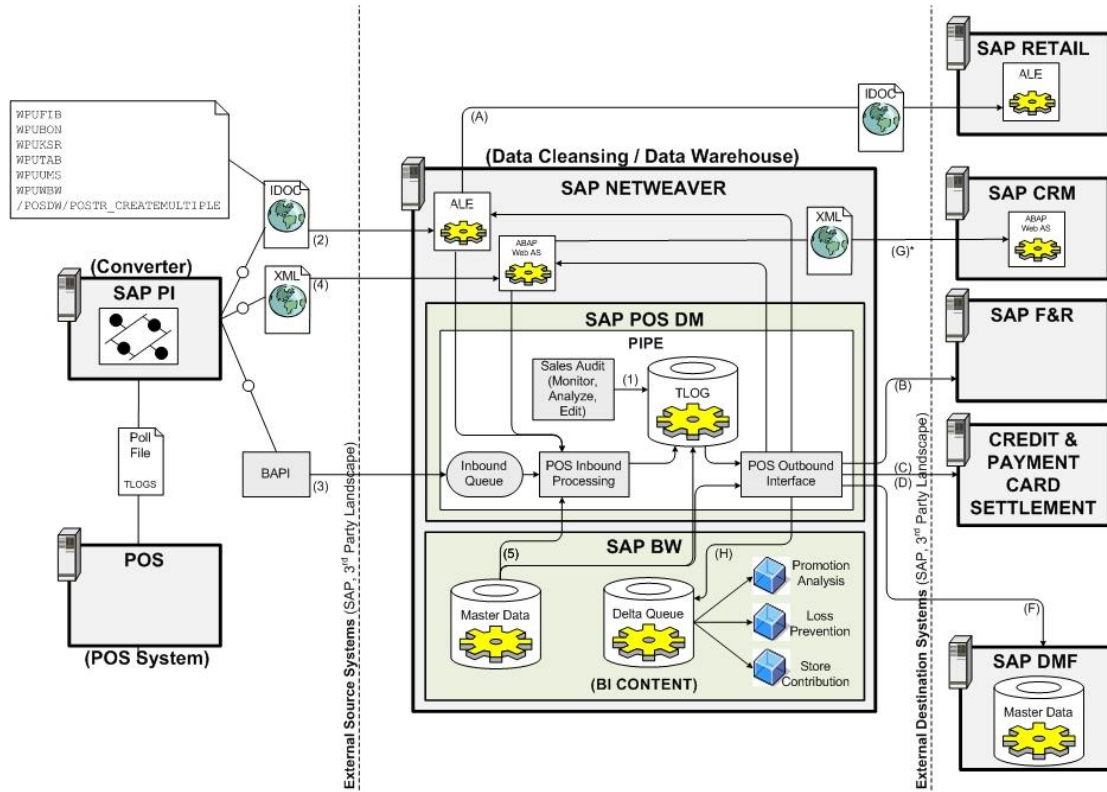 WPUFIB
WPUBON
WPUKSR
WPUTAB
WPUUMS
WPUWBW
/POSDW/POSTR_CREATEMULTIPLE
(Converter)
SAP PI
Poll
File
TLOGS
POS
(POS System)
IDOC
(2)
XML
(4)
BAPI
(3)
External Source Systems (SAP, 3rd Party Landscape)
(A)
(Data Cleansing / Data Warehouse)
SAP NETWEAVER
ALE
ABAP
Web AS
XML
(G)*
IDOC
SAP POS DM
PIPE
Sales Audit
(Monitor,
Analyze,
Edit)
(1)
TLOG
Inbound
Queue
POS Inbound
Processing
POS Outbound
Interface
(B)
(C)
(D)
SAP BW
(5)
(H)
Master Data
Delta Queue
Promotion
Analysis
Loss
Prevention
Store
Contribution
(BI CONTENT)
(F)
External Destination Systems (SAP, 3rd Party Landscape)
SAP RETAIL
ALE
SAP CRM
ABAP
Web AS
SAP F&R
CREDIT &
PAYMENT
CARD
SETTLEMENT
SAP DMF
Master Data